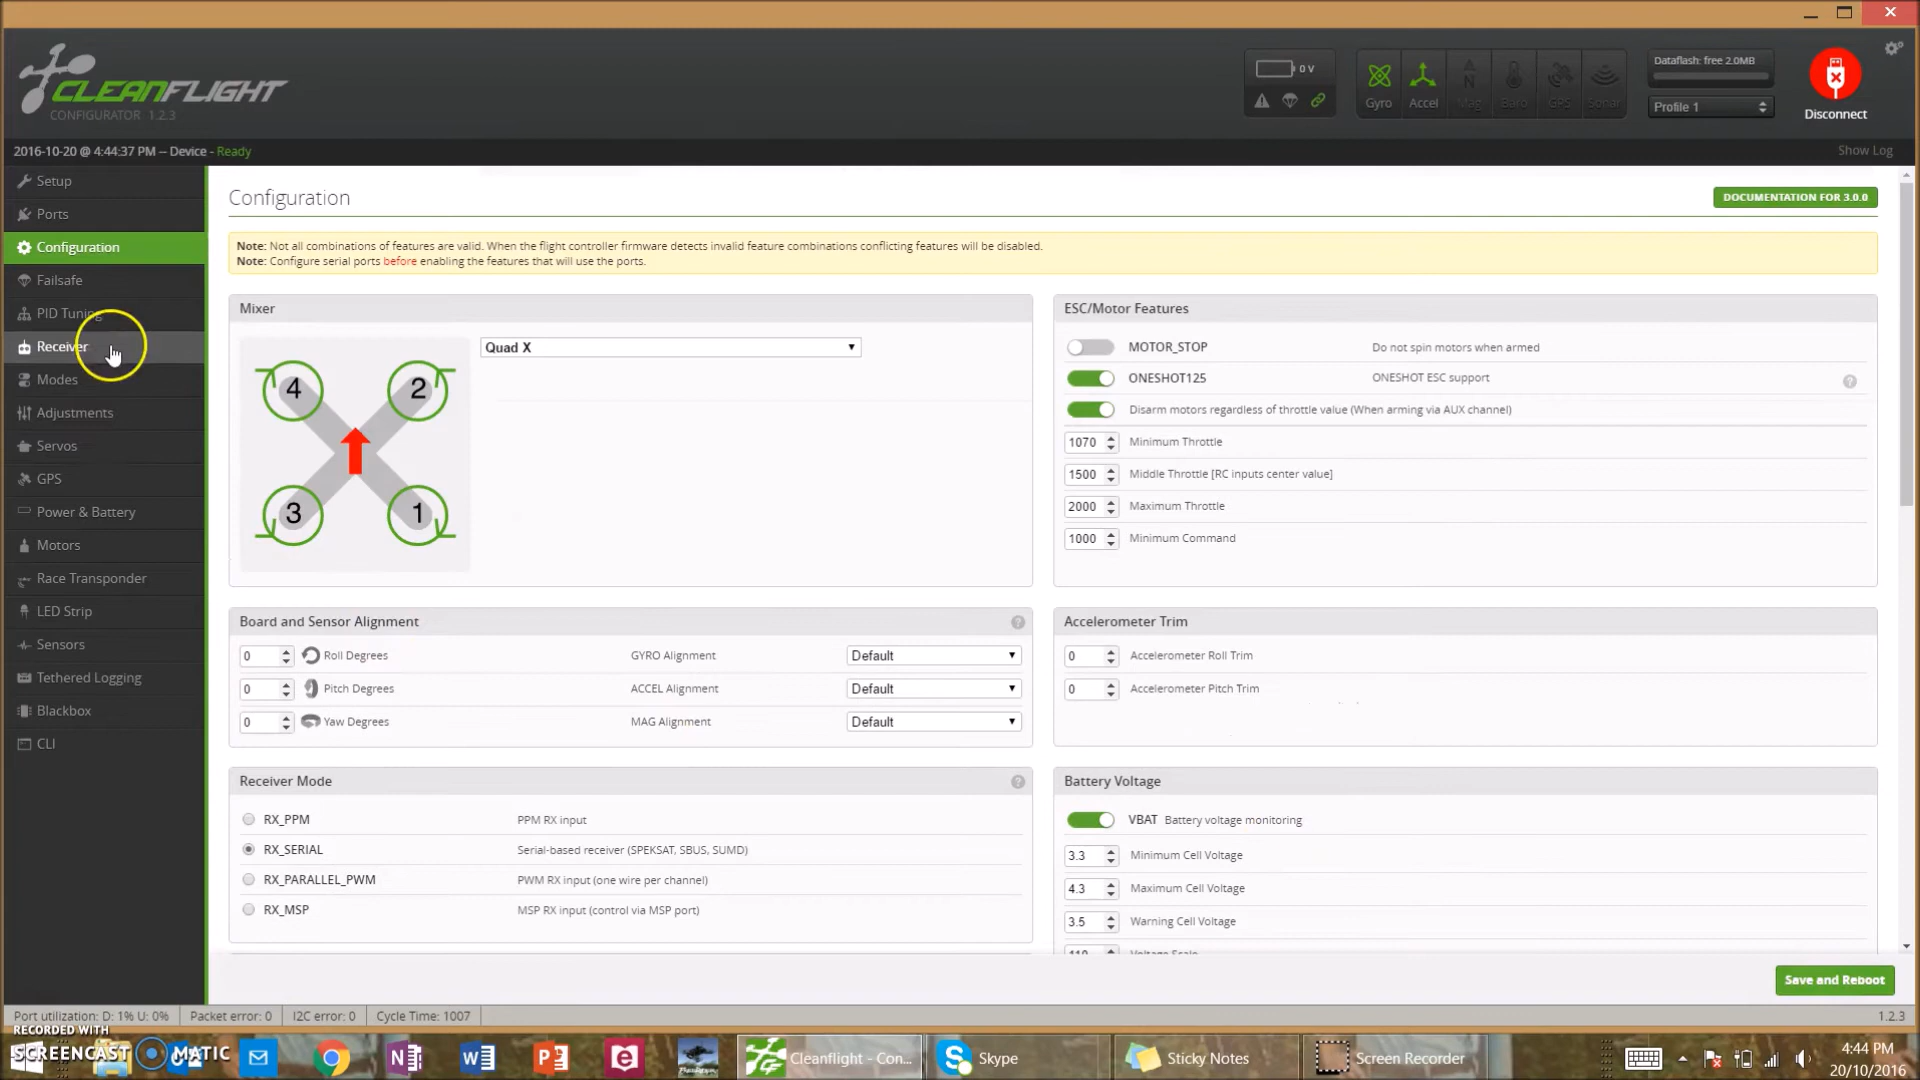 CLEANFLIGHT
CONFIGURATOR 1.2.3
0 V
Gyro
Accel
Mag
Baro
GPS
Sonar
Dataflash: free 2.0MB
Profile 1
Disconnect
2016-10-20 @ 4:44:37 PM -- Device - Ready
Show Log
Setup
Ports
Configuration
Failsafe
PID Tuning
Receiver
Modes
Adjustments
Servos
GPS
Power & Battery
Motors
Race Transponder
LED Strip
Sensors
Tethered Logging
Blackbox
CLI
Configuration
DOCUMENTATION FOR 3.0.0
Note: Not all combinations of features are valid. When the flight controller firmware detects invalid feature combinations conflicting features will be disabled.
Note: Configure serial ports before enabling the features that will use the ports.
Mixer
Quad X
4
2
3
1
ESC/Motor Features
MOTOR_STOP Do not spin motors when armed
ONESHOT125 ONESHOT ESC support
Disarm motors regardless of throttle value (When arming via AUX channel)
1070 Minimum Throttle
1500 Middle Throttle [RC inputs center value]
2000 Maximum Throttle
1000 Minimum Command
Board and Sensor Alignment
0 Roll Degrees GYRO Alignment Default
0 Pitch Degrees ACCEL Alignment Default
0 Yaw Degrees MAG Alignment Default
Accelerometer Trim
0 Accelerometer Roll Trim
0 Accelerometer Pitch Trim
Receiver Mode
RX_PPM PPM RX input
RX_SERIAL Serial-based receiver (SPEKSAT, SBUS, SUMD)
RX_PARALLEL_PWM PWM RX input (one wire per channel)
RX_MSP MSP RX input (control via MSP port)
Battery Voltage
VBAT Battery voltage monitoring
3.3 Minimum Cell Voltage
4.3 Maximum Cell Voltage
3.5 Warning Cell Voltage
110 Voltage Scale
Save and Reboot
Port utilization: D: 1% U: 0%
Packet error: 0
I2C error: 0
Cycle Time: 1007
1.2.3
RECORDED WITH
SCREENCAST MATIC
Cleanflight - Con...
Skype
Sticky Notes
Screen Recorder
4:44 PM
20/10/2016